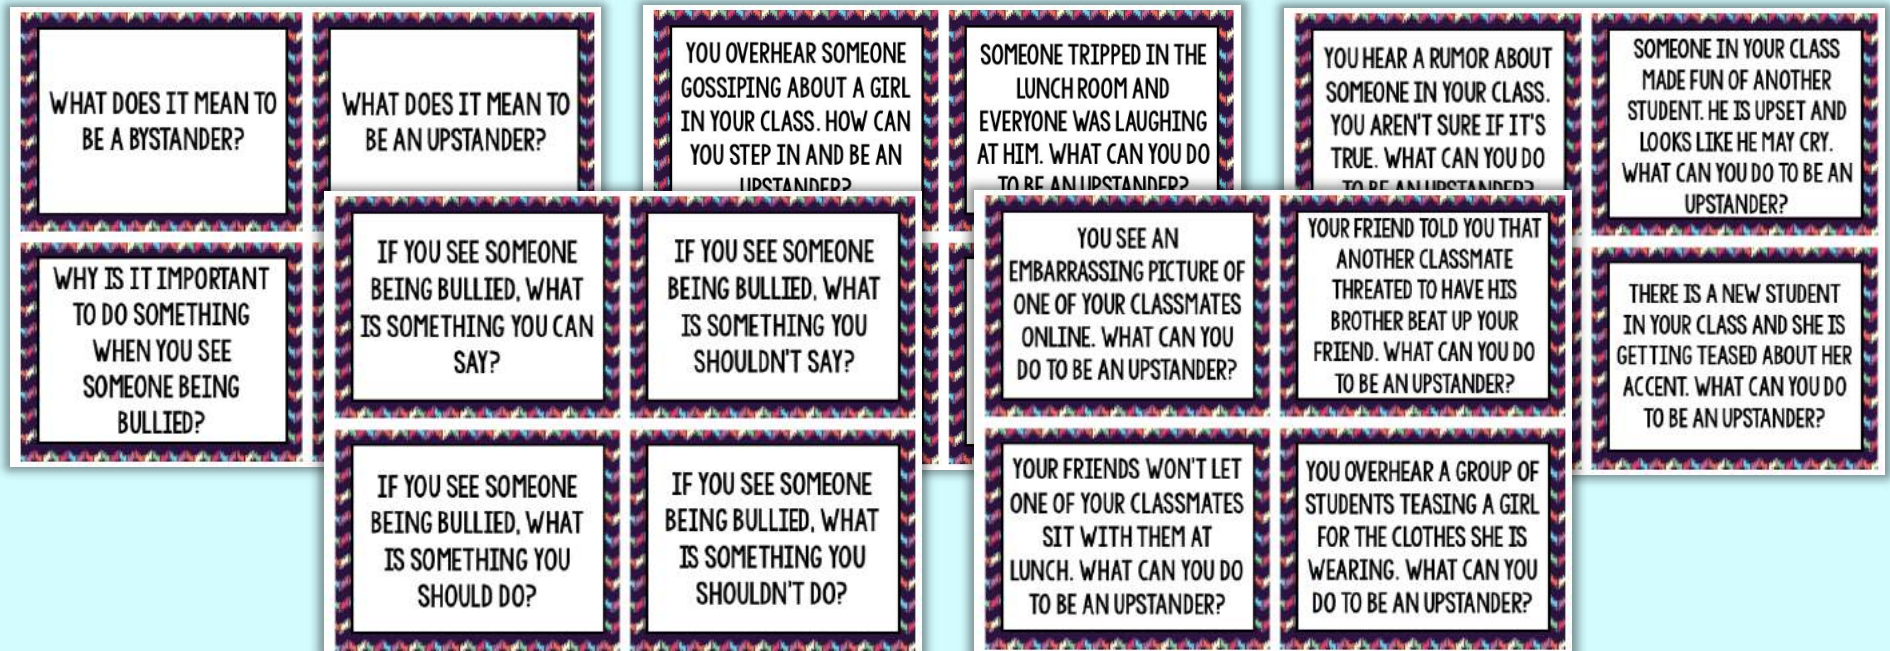 WHAT DOES IT MEAN TO
BE A BYSTANDER?
WHAT DOES IT MEAN TO
BE AN UPSTANDER?
WHY IS IT IMPORTANT
TO DO SOMETHING
WHEN YOU SEE
SOMEONE BEING
BULLIED?
IF YOU SEE SOMEONE
BEING BULLIED, WHAT
IS SOMETHING YOU CAN
SAY?
IF YOU SEE SOMEONE
BEING BULLIED, WHAT
IS SOMETHING YOU
SHOULDN'T SAY?
IF YOU SEE SOMEONE
BEING BULLIED, WHAT
IS SOMETHING YOU
SHOULD DO?
IF YOU SEE SOMEONE
BEING BULLIED, WHAT
IS SOMETHING YOU
SHOULDN'T DO?
YOU OVERHEAR SOMEONE
GOSSIPING ABOUT A GIRL
IN YOUR CLASS. HOW CAN
YOU STEP IN AND BE AN
UPSTANDER?
SOMEONE TRIPPED IN THE
LUNCH ROOM AND
EVERYONE WAS LAUGHING
AT HIM. WHAT CAN YOU DO
TO BE AN UPSTANDER?
YOU SEE AN
EMBARRASSING PICTURE OF
ONE OF YOUR CLASSMATES
ONLINE. WHAT CAN YOU
DO TO BE AN UPSTANDER?
YOUR FRIEND TOLD YOU THAT
ANOTHER CLASSMATE
THREATED TO HAVE HIS
BROTHER BEAT UP YOUR
FRIEND. WHAT CAN YOU DO
TO BE AN UPSTANDER?
YOUR FRIENDS WON'T LET
ONE OF YOUR CLASSMATES
SIT WITH THEM AT
LUNCH. WHAT CAN YOU DO
TO BE AN UPSTANDER?
YOU OVERHEAR A GROUP OF
STUDENTS TEASING A GIRL
FOR THE CLOTHES SHE IS
WEARING. WHAT CAN YOU
DO TO BE AN UPSTANDER?
YOU HEAR A RUMOR ABOUT
SOMEONE IN YOUR CLASS.
YOU AREN'T SURE IF IT'S
TRUE. WHAT CAN YOU DO
TO BE AN UPSTANDER?
SOMEONE IN YOUR CLASS
MADE FUN OF ANOTHER
STUDENT. HE IS UPSET AND
LOOKS LIKE HE MAY CRY.
WHAT CAN YOU DO TO BE AN
UPSTANDER?
THERE IS A NEW STUDENT
IN YOUR CLASS AND SHE IS
GETTING TEASED ABOUT HER
ACCENT. WHAT CAN YOU DO
TO BE AN UPSTANDER?